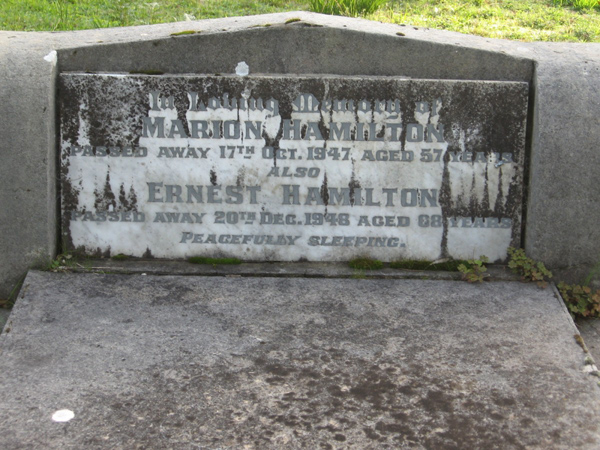 In Loving Memory of
MARION HAMILTON
PASSED AWAY 17TH OCT. 1947 AGED 57 YEARS
ALSO
ERNEST HAMILTON
PASSED AWAY 20TH DEC. 1948 AGED 68 YEARS
PEACEFULLY SLEEPING.